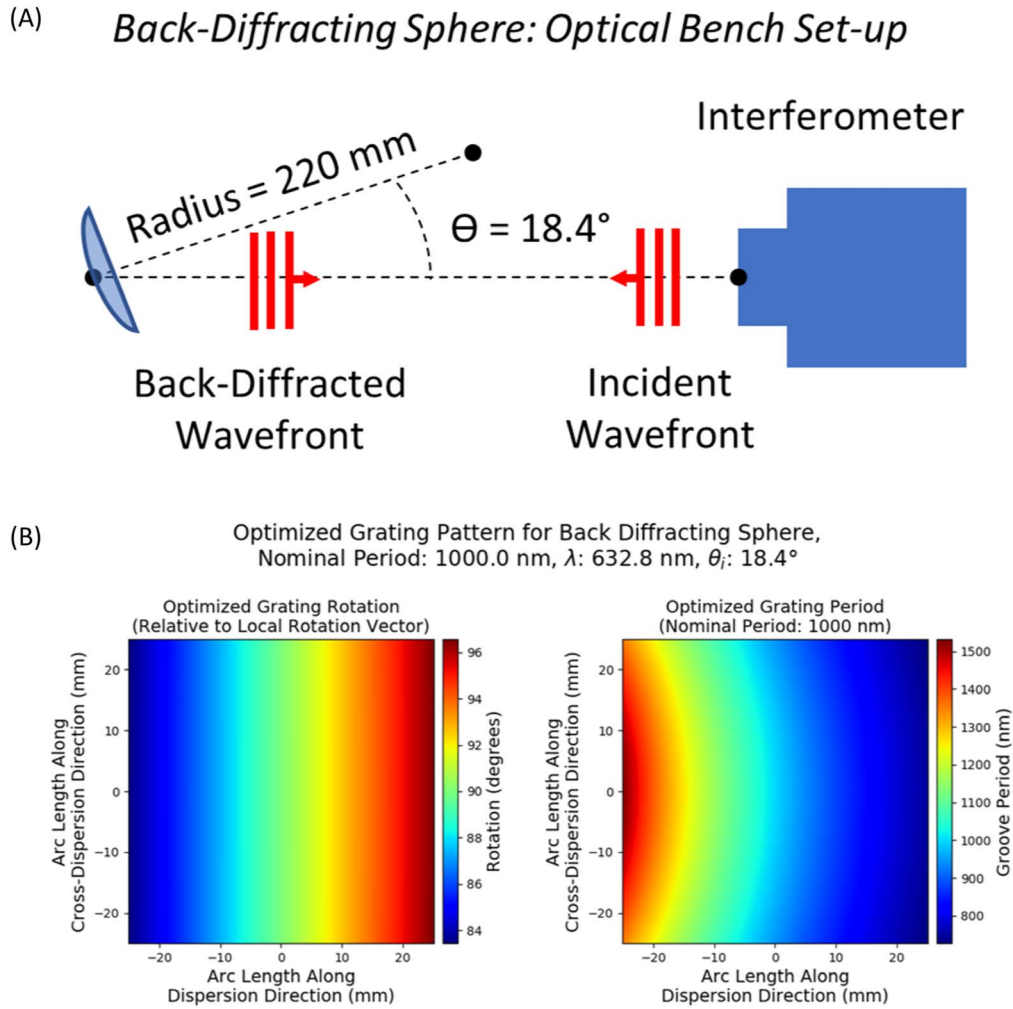 (A)
Back-Diffracting Sphere: Optical Bench Set-up
Interferometer
Radius = 220 mm
Ɵ = 18.4°
Back-Diffracted
Wavefront
Incident
Wavefront
(B)
Optimized Grating Pattern for Back Diffracting Sphere,
Nominal Period: 1000.0 nm, λ: 632.8 nm, θi: 18.4°
Optimized Grating Rotation
(Relative to Local Rotation Vector)
20
10
0
−10
−20
−20 −10 0 10 20
Arc Length Along
Cross-Dispersion Direction (mm)
Arc Length Along
Dispersion Direction (mm)
96
94
92
90
88
86
84
Rotation (degrees)
Optimized Grating Period
(Nominal Period: 1000 nm)
20
10
0
−10
−20
−20 −10 0 10 20
Arc Length Along
Cross-Dispersion Direction (mm)
Arc Length Along
Dispersion Direction (mm)
1500
1400
1300
1200
1100
1000
900
800
Groove Period (nm)